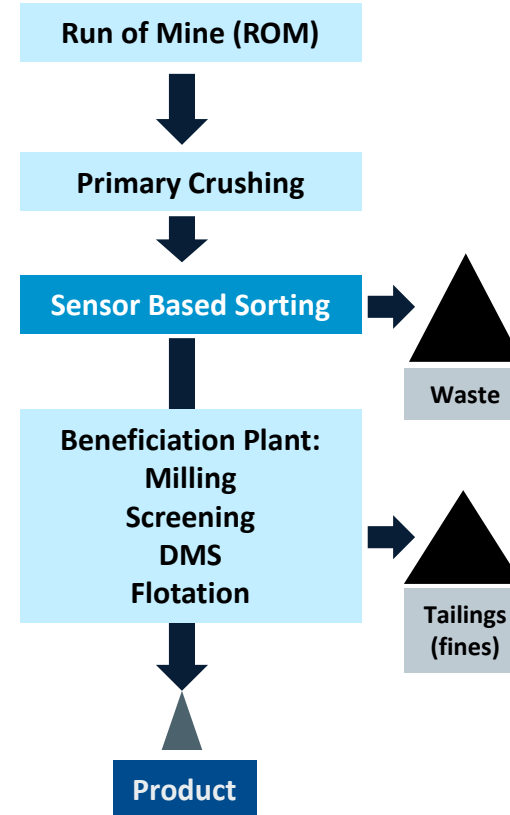 Run of Mine (ROM)
Primary Crushing
Sensor Based Sorting
Waste
Beneficiation Plant:
Milling
Screening
DMS
Flotation
Tailings
(fines)
Product